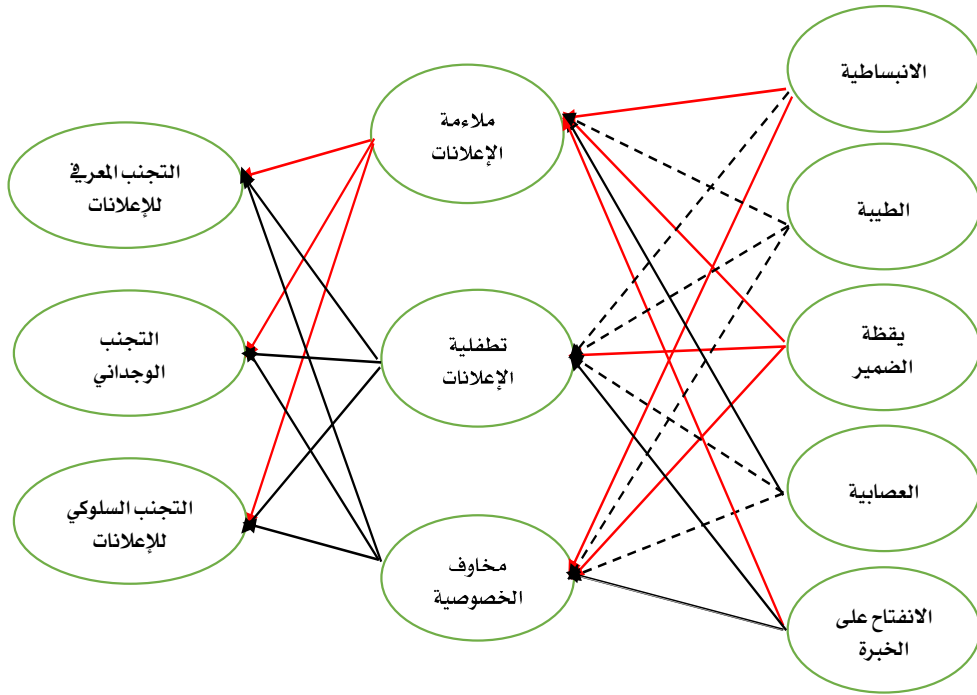 الانبساطية
الطيبة
يقظة
الضمير
العصابية
الانفتاح على
الخبرة
ملاءمة
الإعلانات
تطفلية
الإعلانات
مخاوف
الخصوصية
التجنب المعرفي
للإعلانات
التجنب
الوجداني
التجنب السلوكي
للإعلانات